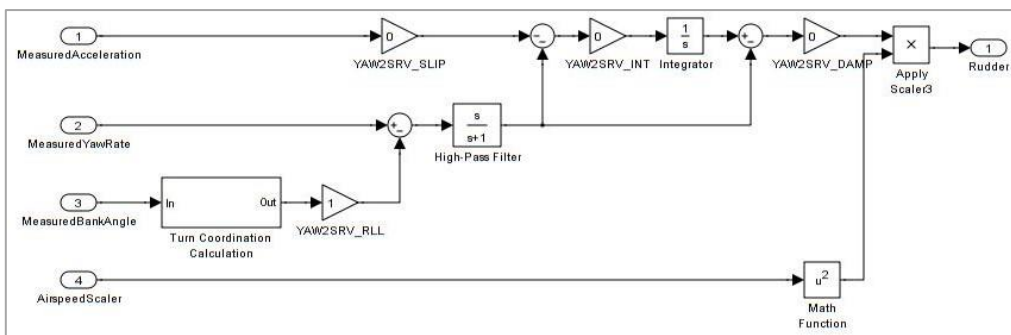 1
MeasuredAcceleration
0
YAW2SRV_SLIP
0
YAW2SRV_INT
1
s
Integrator
+
0
YAW2SRV_DAMP
×
Apply
Scaler3
1
Rudder
2
MeasuredYawRate
+
s
s+1
High-Pass Filter
3
MeasuredBankAngle
In
Out
Turn Coordination
Calculation
1
YAW2SRV_RLL
4
AirspeedScaler
u²
Math
Function